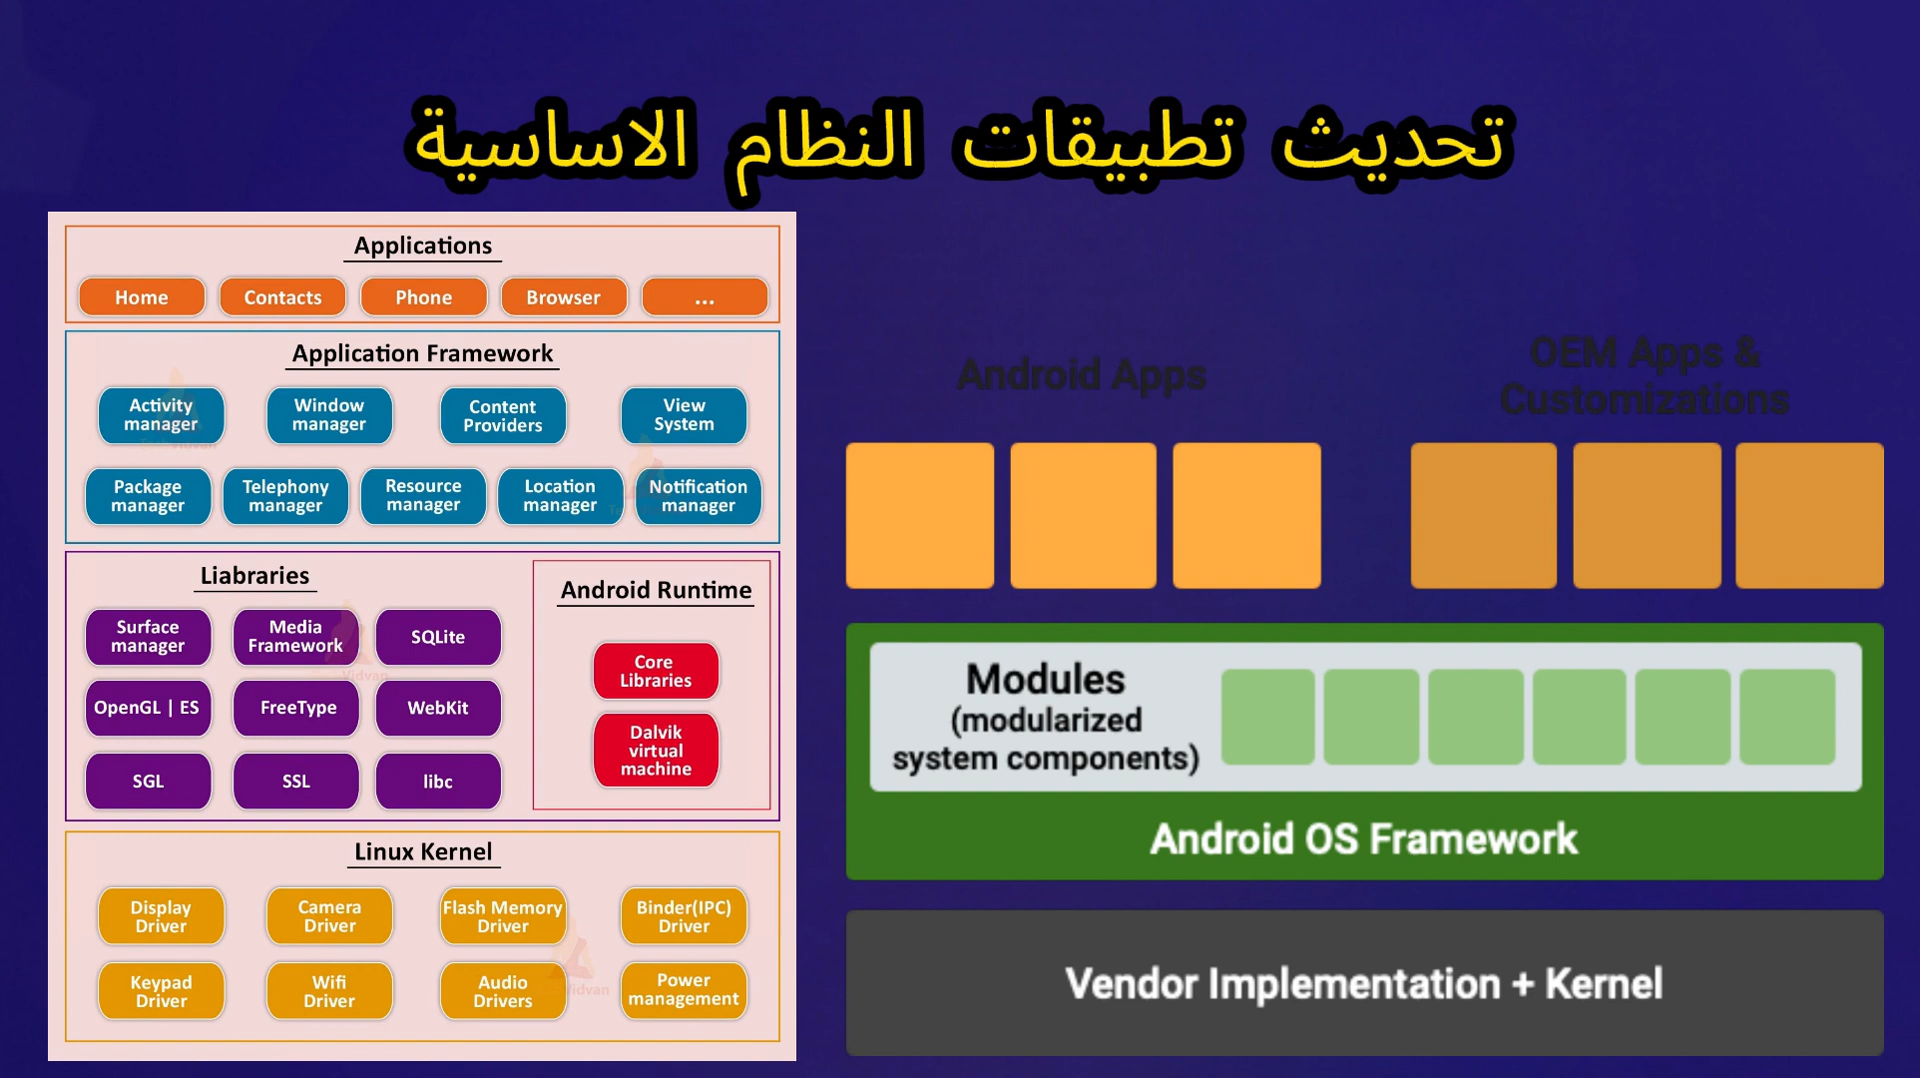 تحديث تطبيقات النظام الاساسية
Applications
Home
Contacts
Phone
Browser
...
Application Framework
Activity
manager
Window
manager
Content
Providers
View
System
Package
manager
Telephony
manager
Resource
manager
Location
manager
Notification
manager
Liabraries
Surface
manager
Media
Framework
SQLite
OpenGL | ES
FreeType
WebKit
SGL
SSL
libc
Android Runtime
Core
Libraries
Dalvik
virtual
machine
Linux Kernel
Display
Driver
Camera
Driver
Flash Memory
Driver
Binder(IPC)
Driver
Keypad
Driver
Wifi
Driver
Audio
Drivers
Power
management
Android Apps
OEM Apps &
Customizations
Modules
(modularized
system components)
Android OS Framework
Vendor Implementation + Kernel